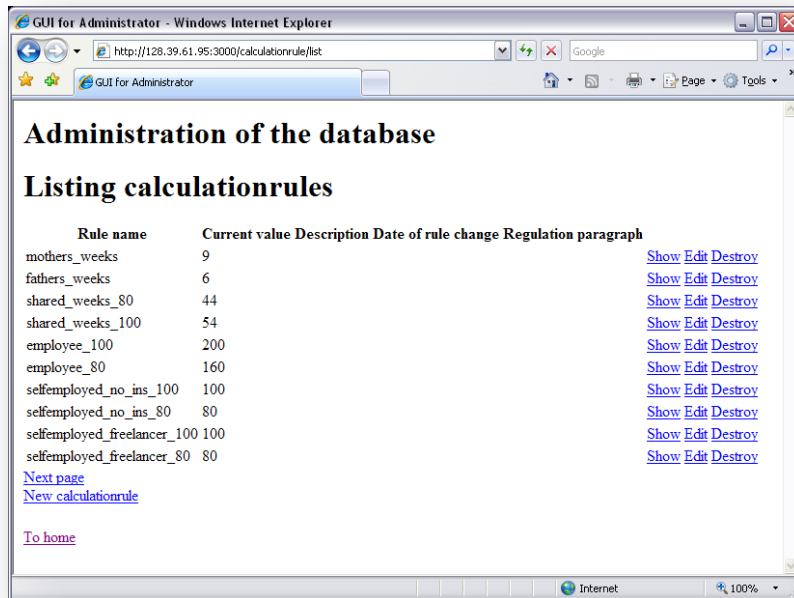 GUI for Administrator - Windows Internet Explorer
http://128.39.61.95:3000/calculationrule/list
Google
GUI for Administrator
Page
Tools
»
Administration of the database
Listing calculationrules
Rule name Current value Description Date of rule change Regulation paragraph
mothers_weeks 9 Show Edit Destroy
fathers_weeks 6 Show Edit Destroy
shared_weeks_80 44 Show Edit Destroy
shared_weeks_100 54 Show Edit Destroy
employee_100 200 Show Edit Destroy
employee_80 160 Show Edit Destroy
selfemployed_no_ins_100 100 Show Edit Destroy
selfemployed_no_ins_80 80 Show Edit Destroy
selfemployed_freelancer_100 100 Show Edit Destroy
selfemployed_freelancer_80 80 Show Edit Destroy
Next page
New calculationrule
To home
Internet 100%